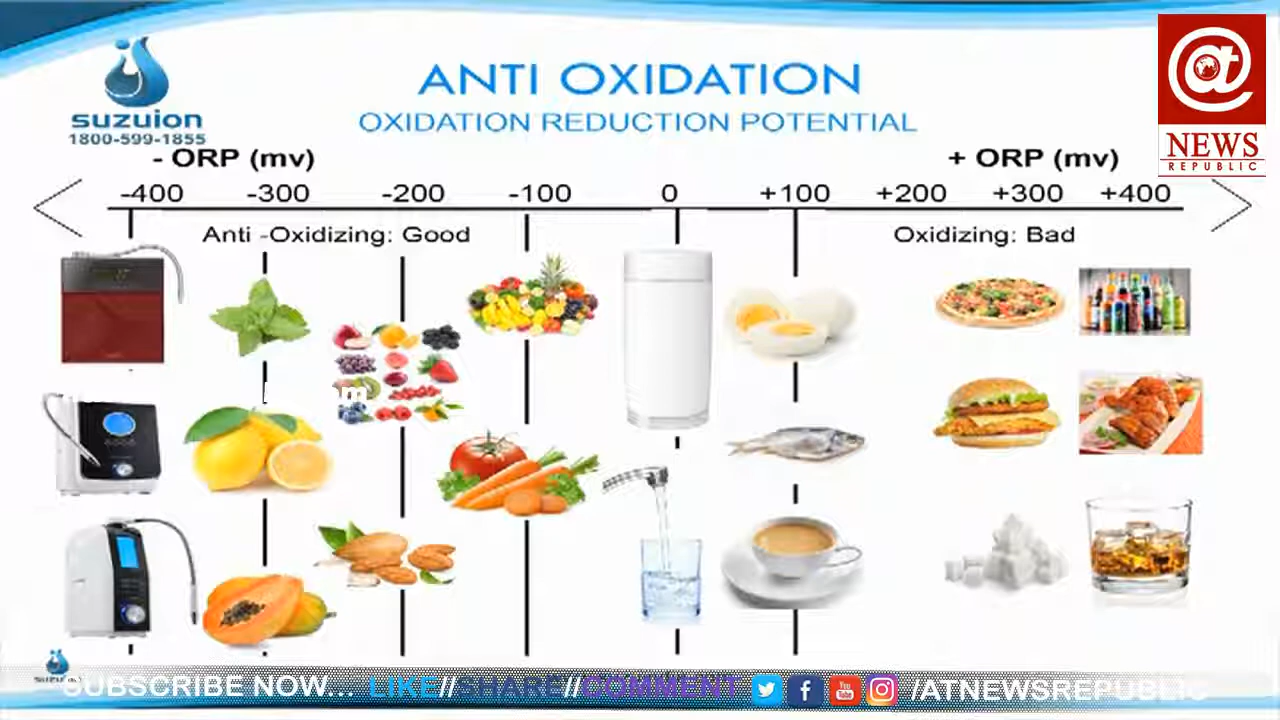 ANTI OXIDATION
OXIDATION REDUCTION POTENTIAL
suzuion
1800-599-1855
NEWS
REPUBLIC
- ORP (mv)
+ ORP (mv)
-400 -300 -200 -100 0 +100 +200 +300 +400
Anti -Oxidizing: Good
Oxidizing: Bad
SUBSCRIBE NOW... LIKE//SHARE//COMMENT /ATNEWSREPUBLIC